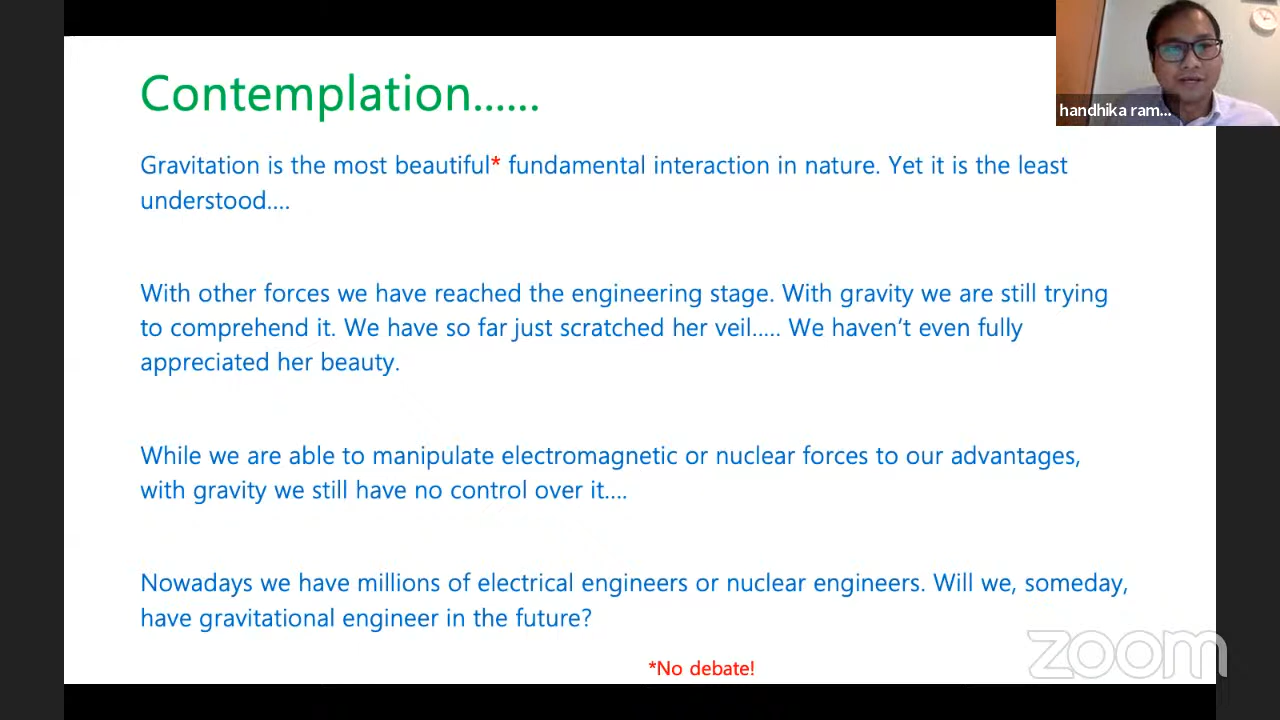 Contemplation......
handhika ram...
Gravitation is the most beautiful* fundamental interaction in nature. Yet it is the least
understood....
With other forces we have reached the engineering stage. With gravity we are still trying
to comprehend it. We have so far just scratched her veil..... We haven't even fully
appreciated her beauty.
While we are able to manipulate electromagnetic or nuclear forces to our advantages,
with gravity we still have no control over it....
Nowadays we have millions of electrical engineers or nuclear engineers. Will we, someday,
have gravitational engineer in the future?
*No debate!
zoom